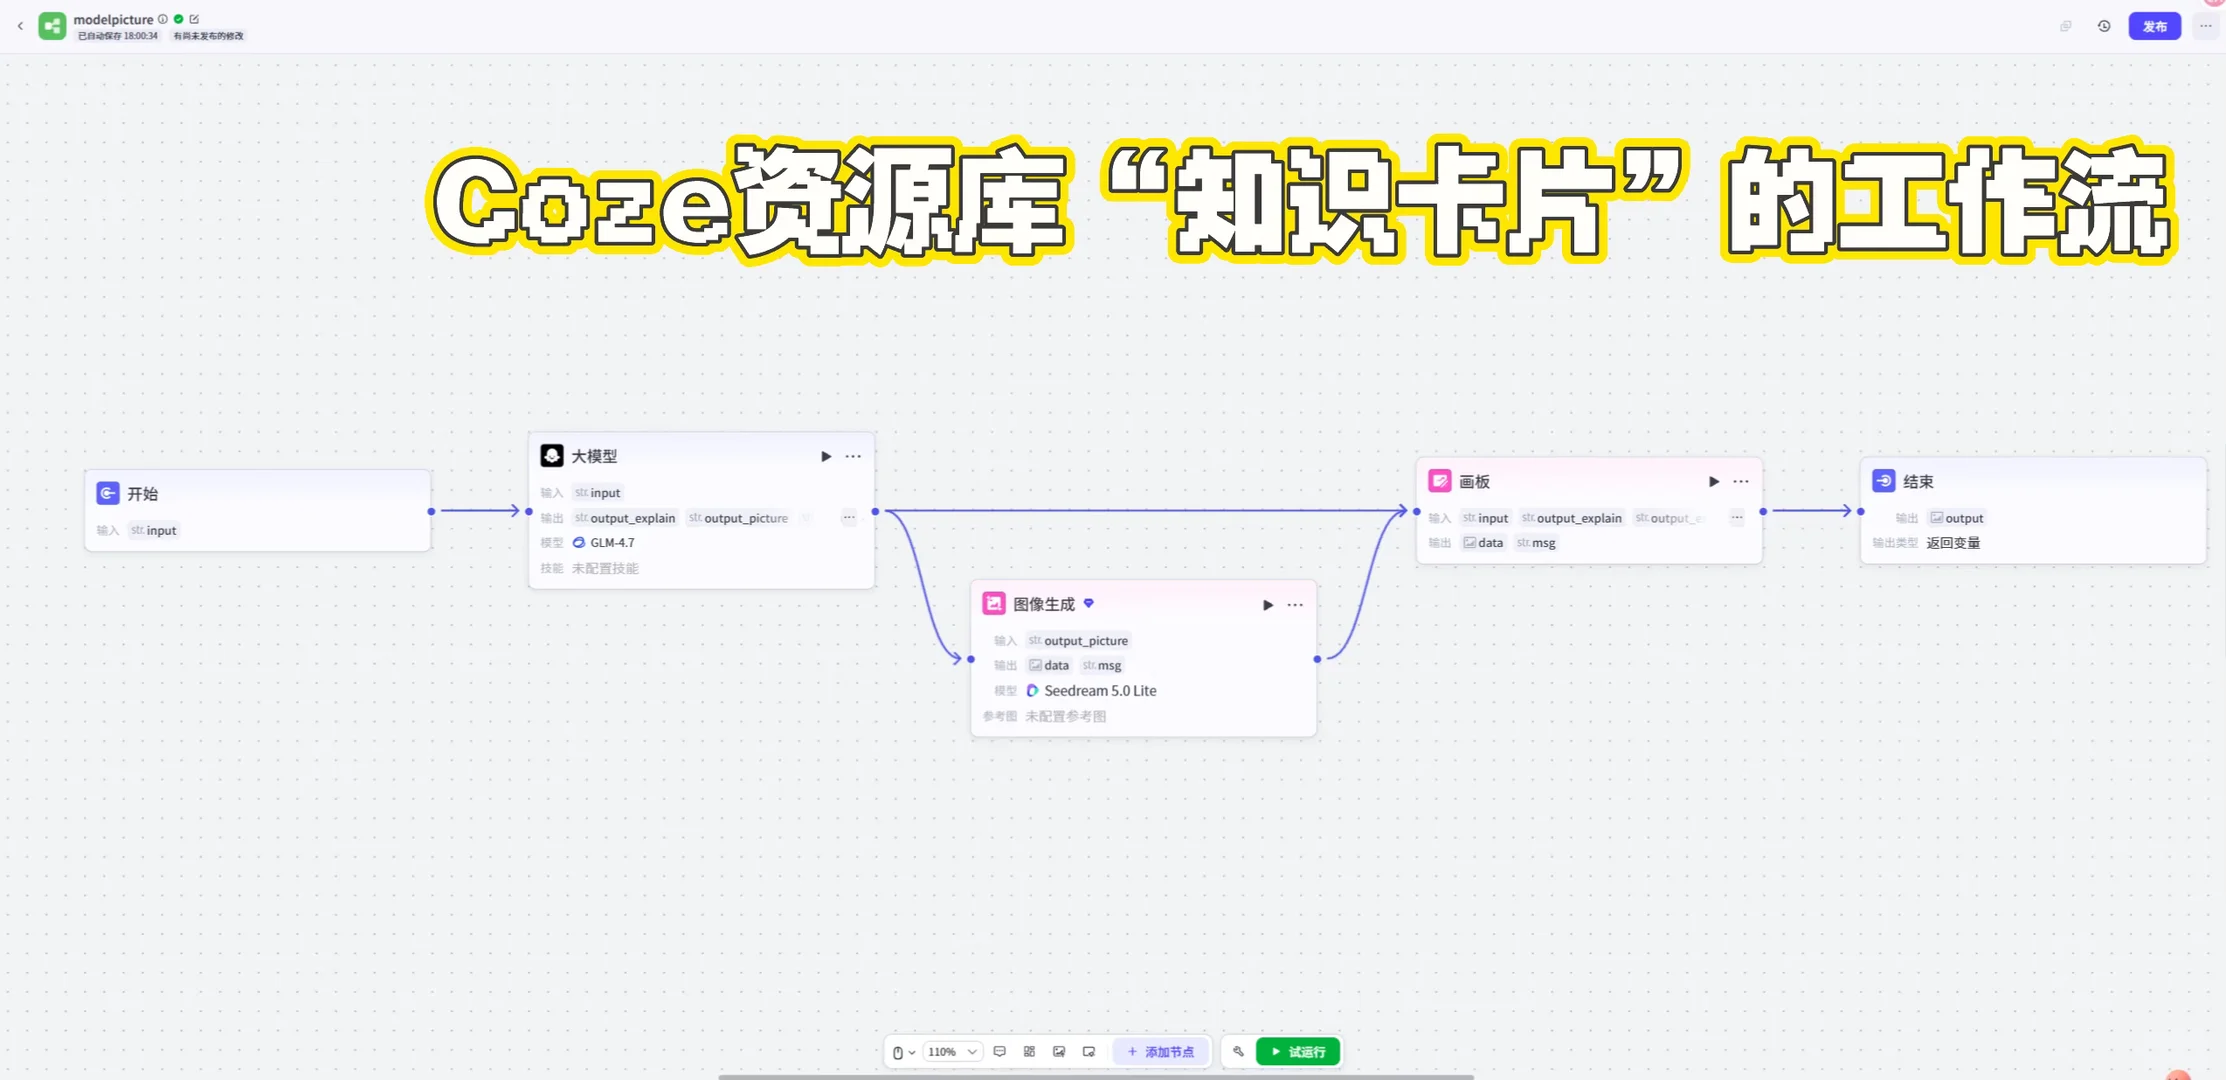 modelpicture
已自动保存 18:00:34 有尚未发布的修改
发布
Coze资源库“知识卡片”的工作流
开始
输入 str. input
大模型
输入 str. input
输出 str. output_explain str. output_picture
模型 GLM-4.7
技能 未配置技能
图像生成
输入 str. output_picture
输出 data str. msg
模型 Seedream 5.0 Lite
参考图 未配置参考图
画板
输入 str. input str. output_explain str. output_e
输出 data str. msg
结束
输出 output
输出类型 返回变量
110% + 添加节点 试运行